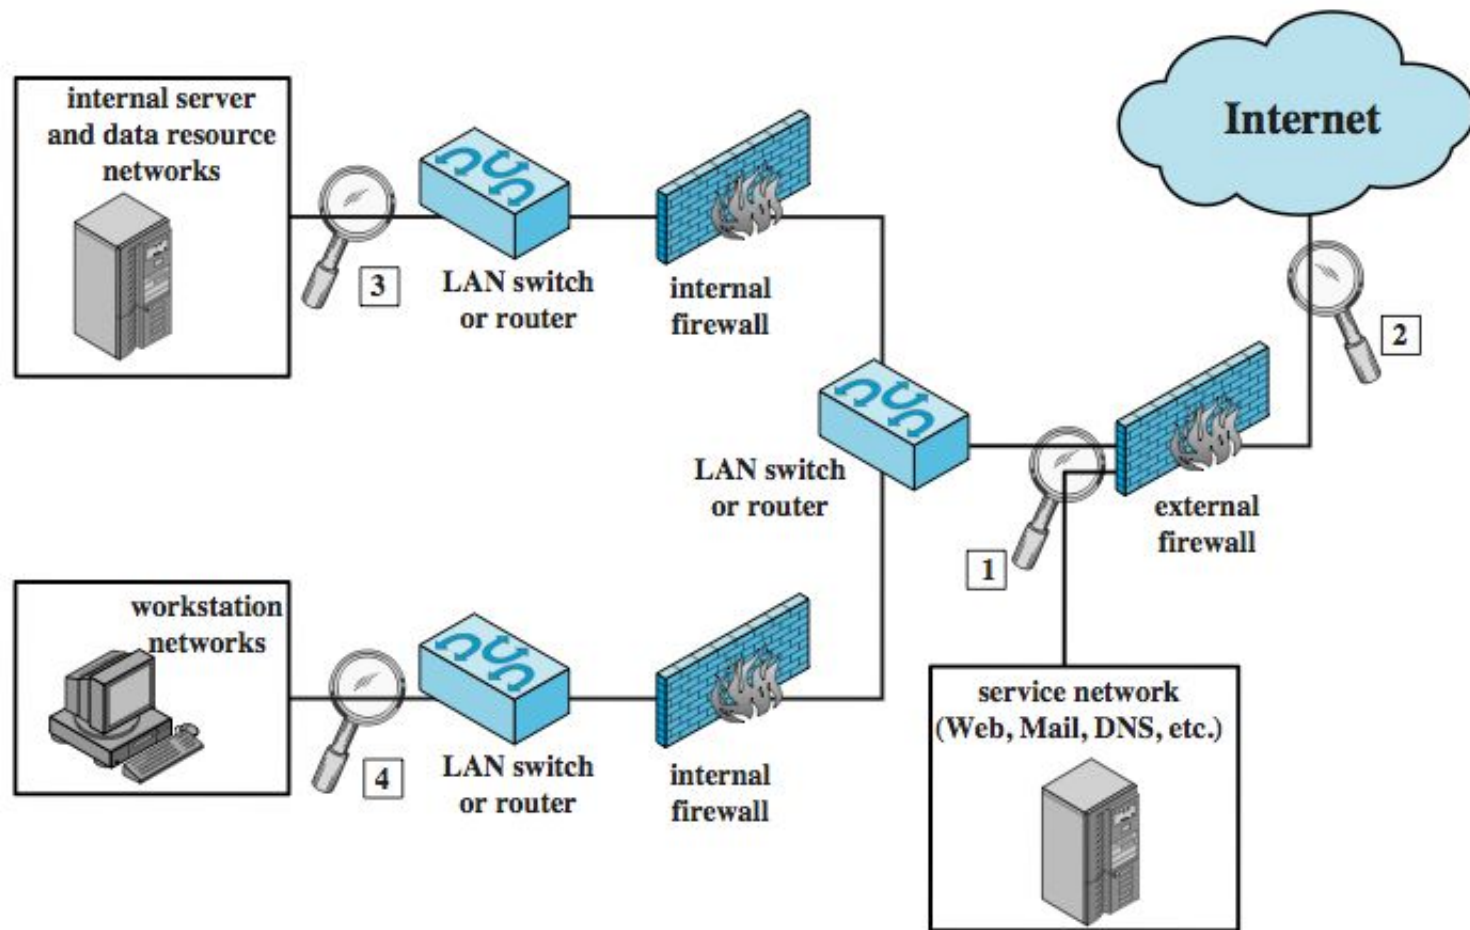 internal server
and data resource
networks
3
LAN switch
or router
internal
firewall
Internet
2
LAN switch
or router
1
external
firewall
workstation
networks
4
LAN switch
or router
internal
firewall
service network
(Web, Mail, DNS, etc.)